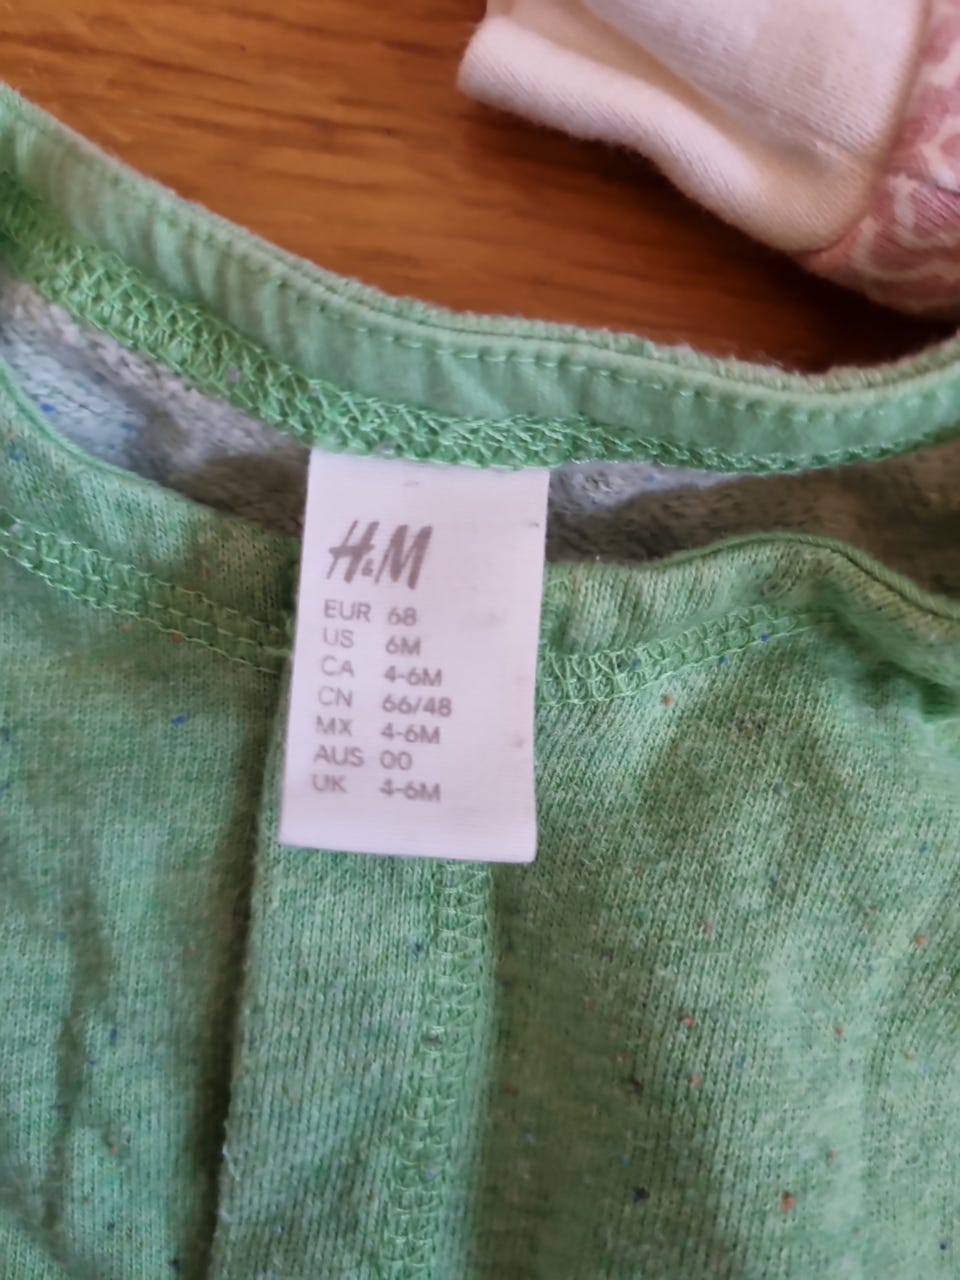 H&M
EUR 68
US 6M
CA 4-6M
CN 66/48
MX 4-6M
AUS 00
UK 4-6M